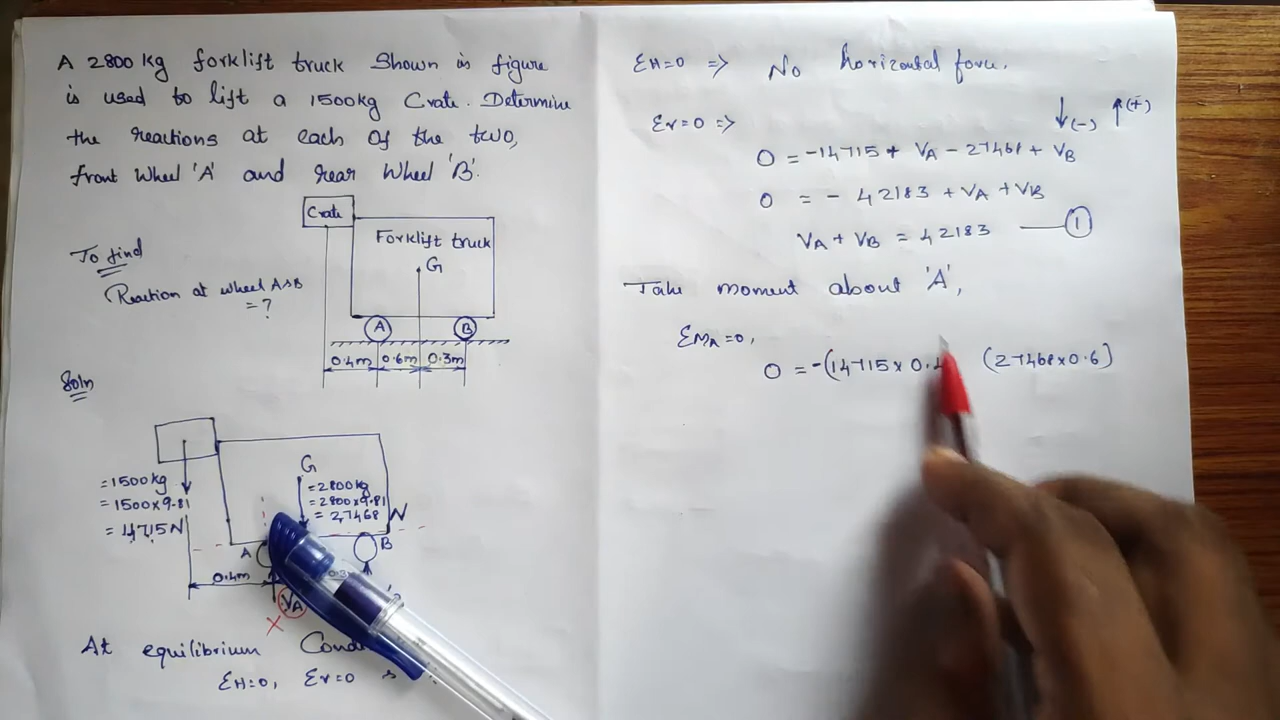 A 2800 kg forklift truck shown in figure
is used to lift a 1500kg Crate. Determine
the reactions at each of the two,
front wheel 'A' and rear wheel 'B'.
Crate
Forklift truck
G
To find
Reaction at wheel A & B
= ?
A
B
0.4m
0.6m
0.3m
Soln
=1500kg
=1500×9.81
=14,715N
G
=2800kg
=2800×9.81
=27468 N
A
B
0.4m
0.3m
VA
×
At equilibrium
ΣH=0, ΣV=0
ΣH=0 => No horizontal force.
↓(-) ↑(+)
ΣV=0 =>
0 = -14715 + VA - 27468 + VB
0 = - 42183 + VA + VB
VA + VB = 42183 — 1
Take moment about 'A',
ΣMA=0,
0 = -(14715 × 0.4 (27468×0.6)